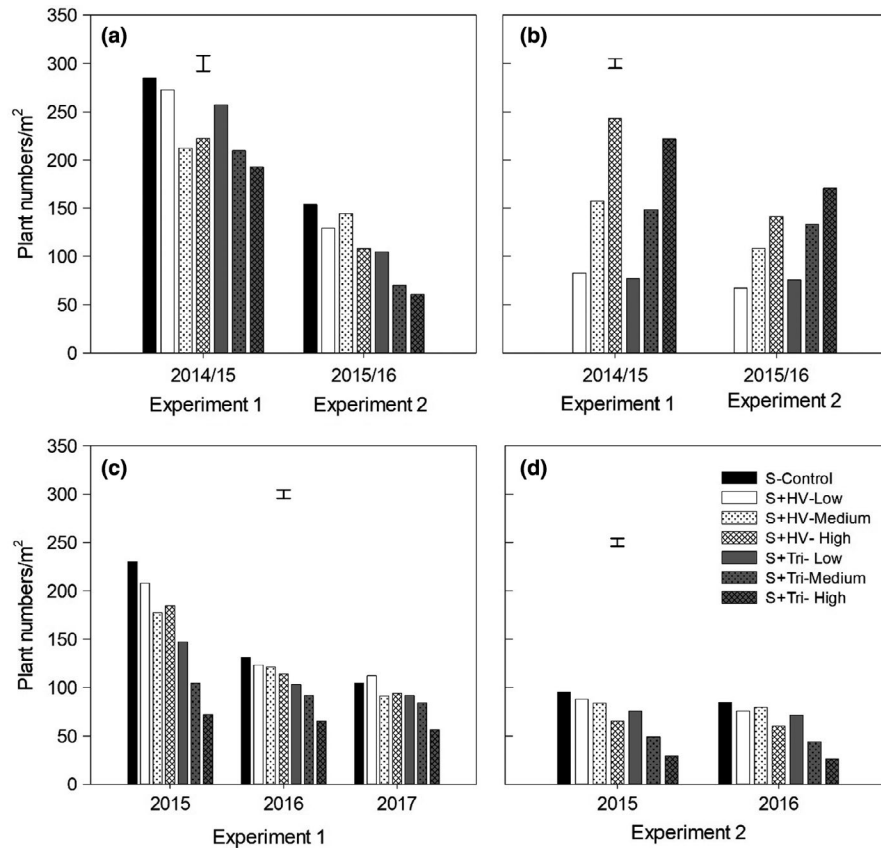 (a)
350
300
250
200
150
100
50
0
Plant numbers/m²
2014/15
2015/16
Experiment 1
Experiment 2
(b)
2014/15
2015/16
Experiment 1
Experiment 2
(c)
350
300
250
200
150
100
50
0
Plant numbers/m²
2015
2016
2017
Experiment 1
(d)
S-Control
S+HV-Low
S+HV-Medium
S+HV- High
S+Tri- Low
S+Tri-Medium
S+Tri- High
2015
2016
Experiment 2